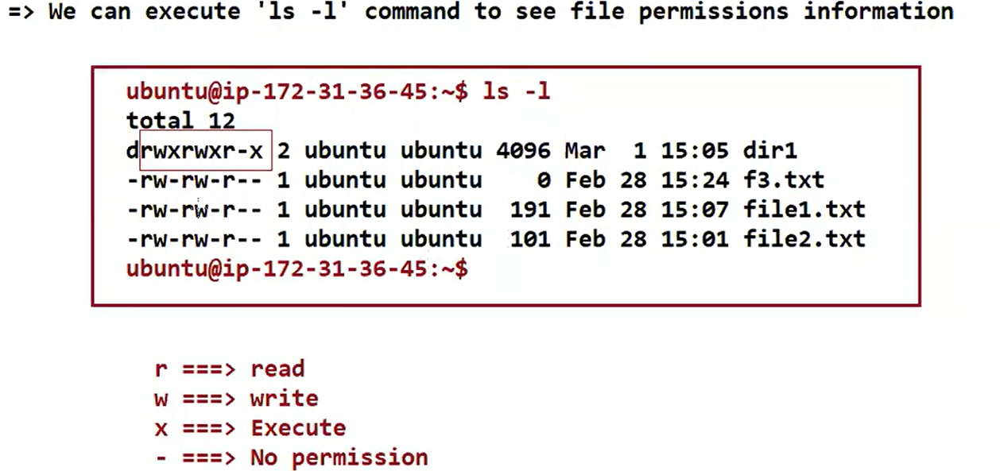 => We can execute 'ls -l' command to see file permissions information
ubuntu@ip-172-31-36-45:~$ ls -l
total 12
drwxrwxr-x 2 ubuntu ubuntu 4096 Mar  1 15:05 dir1
-rw-rw-r-- 1 ubuntu ubuntu    0 Feb 28 15:24 f3.txt
-rw-rw-r-- 1 ubuntu ubuntu  191 Feb 28 15:07 file1.txt
-rw-rw-r-- 1 ubuntu ubuntu  101 Feb 28 15:01 file2.txt
ubuntu@ip-172-31-36-45:~$
r ===> read
w ===> write
x ===> Execute
- ===> No permission